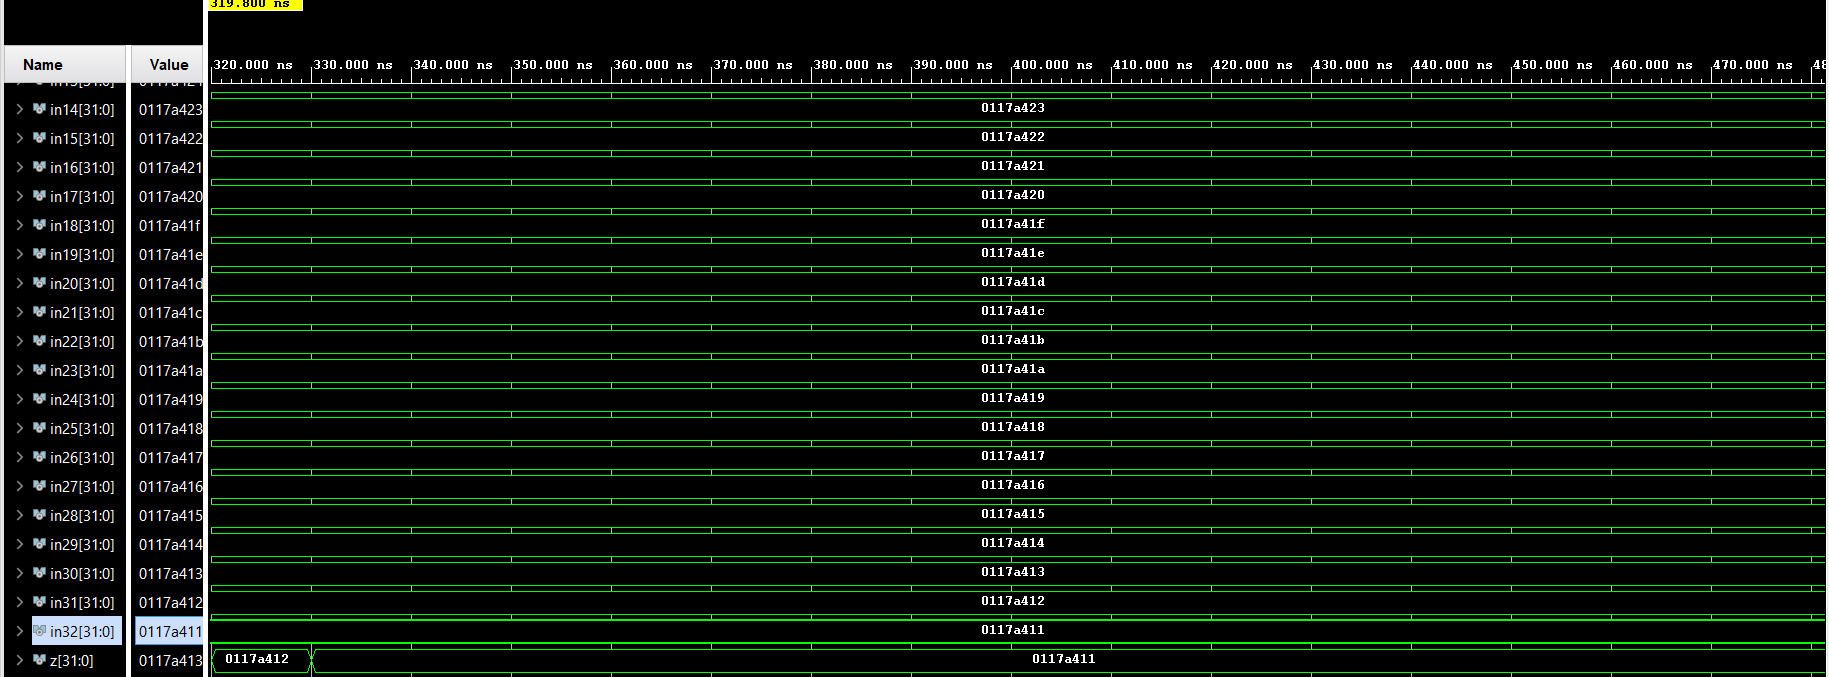 319.800 ns
Name Value 320.000 ns 330.000 ns 340.000 ns 350.000 ns 360.000 ns 370.000 ns 380.000 ns 390.000 ns 400.000 ns 410.000 ns 420.000 ns 430.000 ns 440.000 ns 450.000 ns 460.000 ns 470.000 ns 48
in14[31:0] 0117a423 0117a423
in15[31:0] 0117a422 0117a422
in16[31:0] 0117a421 0117a421
in17[31:0] 0117a420 0117a420
in18[31:0] 0117a41f 0117a41f
in19[31:0] 0117a41e 0117a41e
in20[31:0] 0117a41d 0117a41d
in21[31:0] 0117a41c 0117a41c
in22[31:0] 0117a41b 0117a41b
in23[31:0] 0117a41a 0117a41a
in24[31:0] 0117a419 0117a419
in25[31:0] 0117a418 0117a418
in26[31:0] 0117a417 0117a417
in27[31:0] 0117a416 0117a416
in28[31:0] 0117a415 0117a415
in29[31:0] 0117a414 0117a414
in30[31:0] 0117a413 0117a413
in31[31:0] 0117a412 0117a412
in32[31:0] 0117a411 0117a411
z[31:0] 0117a413 0117a412 0117a411